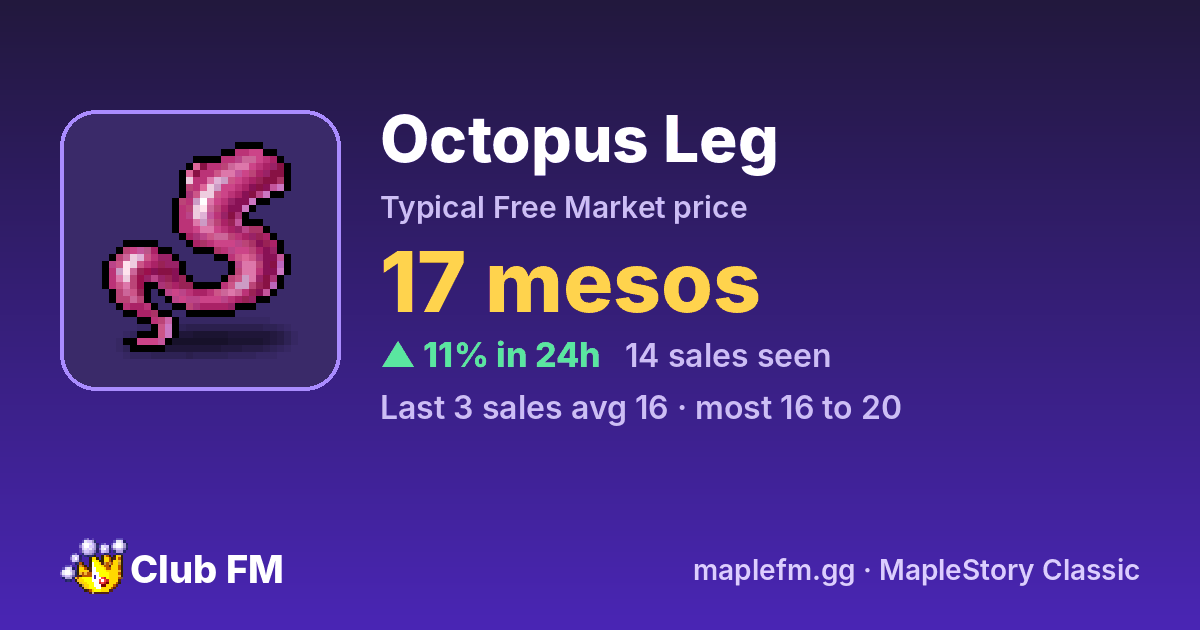 Octopus Leg
Typical Free Market price
17 mesos
▲ 11% in 24h 14 sales seen
Last 3 sales avg 16 · most 16 to 20
Club FM
maplefm.gg · MapleStory Classic